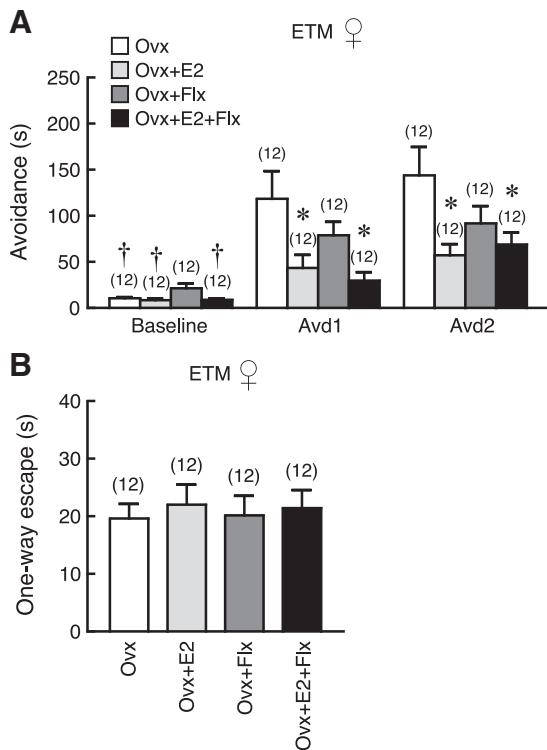 A
ETM ♀
Ovx
Ovx+E2
Ovx+Flx
Ovx+E2+Flx
Avoidance (s)
250
200
150
100
50
0
† † †
(12) (12) (12) (12)
* *
(12) (12) (12) (12)
* *
(12) (12) (12) (12)
Baseline Avd1 Avd2
B
ETM ♀
One-way escape (s)
40
30
20
10
0
(12) (12) (12) (12)
Ovx
Ovx+E2
Ovx+Flx
Ovx+E2+Flx